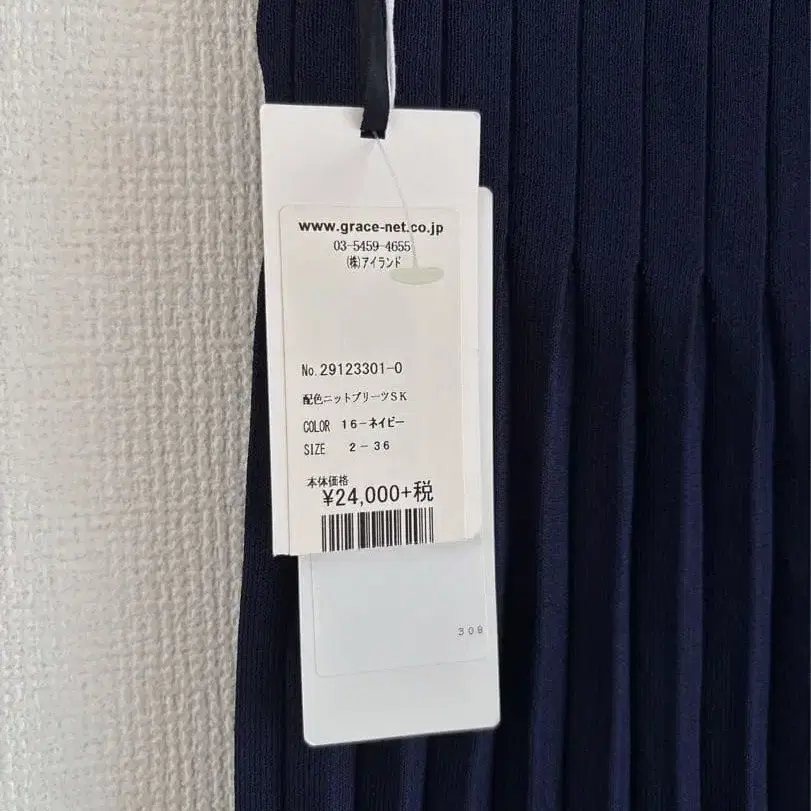 www.grace-net.co.jp
03-5459-4655
(株)アイランド
No.29123301-0
配色ニットプリーツSK
COLOR 16-ネイビー
SIZE 2-36
本体価格
¥24,000+税
308